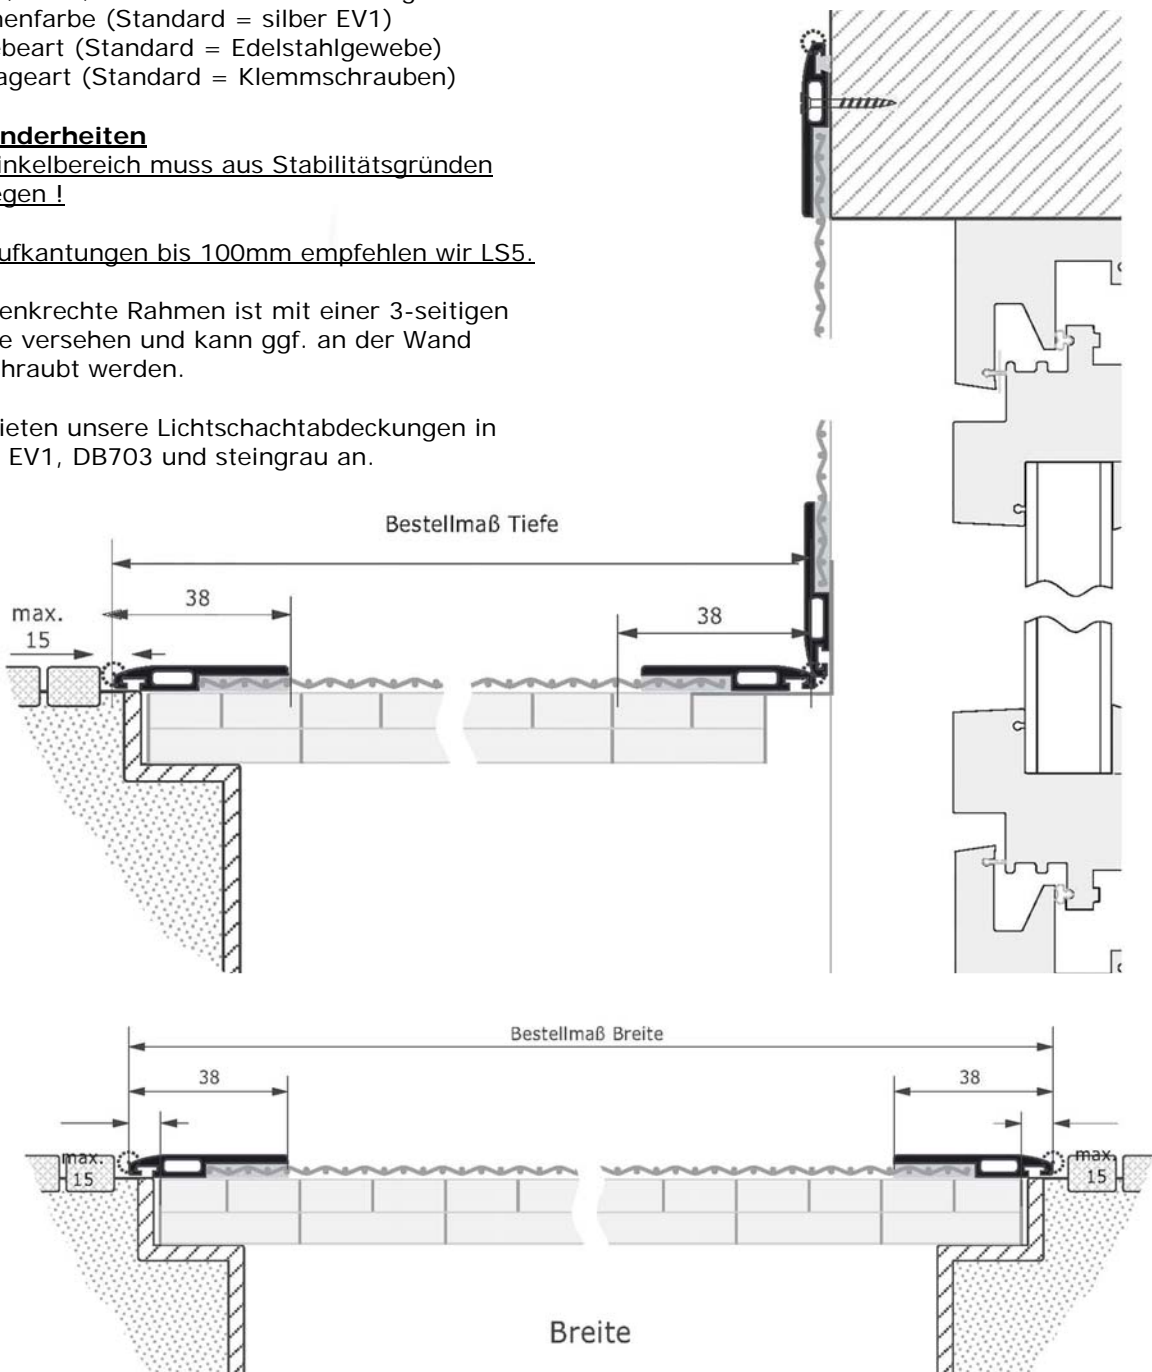 enfarbe (Standard = silber EV1)
ebeart (Standard = Edelstahlgewebe)
ageart (Standard = Klemmschrauben)
nderheiten
inkelbereich muss aus Stabilitätsgründen
egen !
ufkantungen bis 100mm empfehlen wir LS5.
enkrechte Rahmen ist mit einer 3-seitigen
e versehen und kann ggf. an der Wand
hraubt werden.
ieten unsere Lichtschachtabdeckungen in
EV1, DB703 und steingrau an.
Bestellmaß Tiefe
38
38
max.
15
Bestellmaß Breite
38
38
max.
15
max.
15
Breite